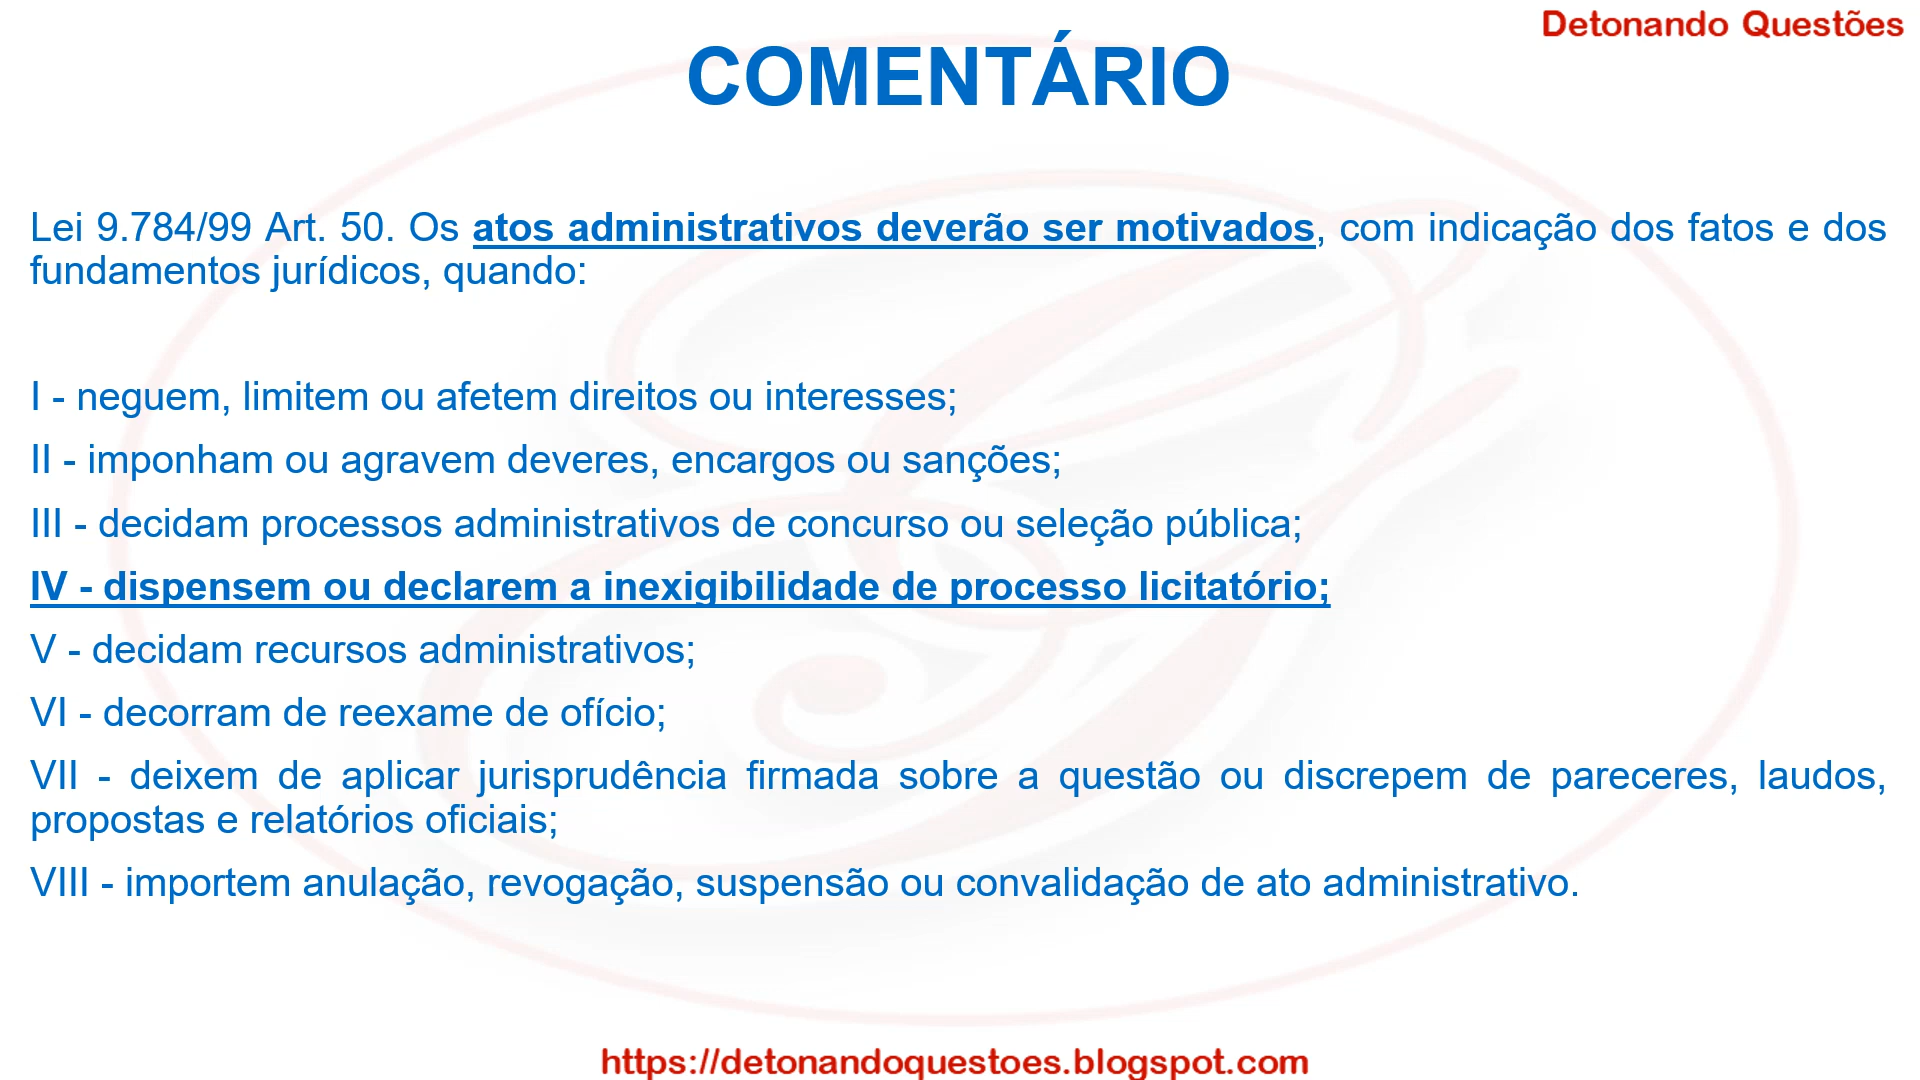 Detonando Questões
COMENTÁRIO
Lei 9.784/99 Art. 50. Os atos administrativos deverão ser motivados, com indicação dos fatos e dos
fundamentos jurídicos, quando:
I - neguem, limitem ou afetem direitos ou interesses;
II - imponham ou agravem deveres, encargos ou sanções;
III - decidam processos administrativos de concurso ou seleção pública;
IV - dispensem ou declarem a inexigibilidade de processo licitatório;
V - decidam recursos administrativos;
VI - decorram de reexame de ofício;
VII - deixem de aplicar jurisprudência firmada sobre a questão ou discrepem de pareceres, laudos,
propostas e relatórios oficiais;
VIII - importem anulação, revogação, suspensão ou convalidação de ato administrativo.
https://detonandoquestoes.blogspot.com